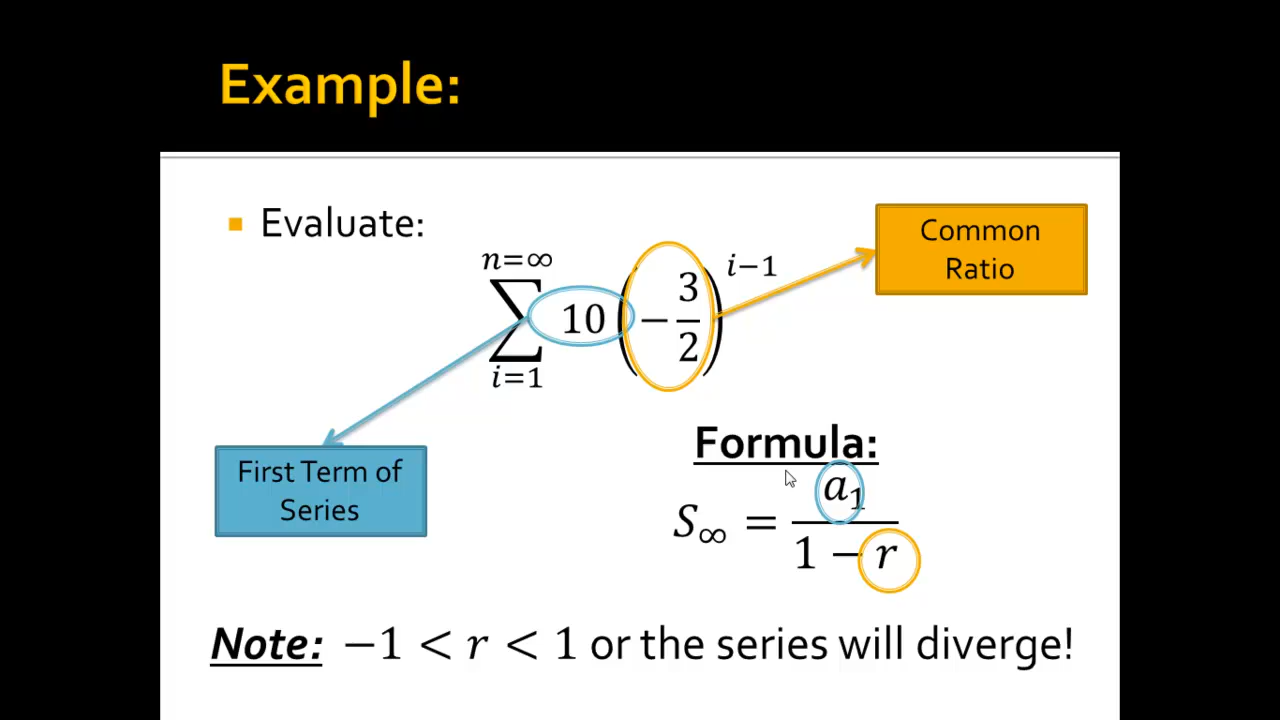 Example:
Evaluate:
n=∞
∑ 10 (− 3/2)^{i−1}
i=1
Common
Ratio
First Term of
Series
Formula:
S∞ = a₁ / 1 − r
Note: −1 < r < 1 or the series will diverge!